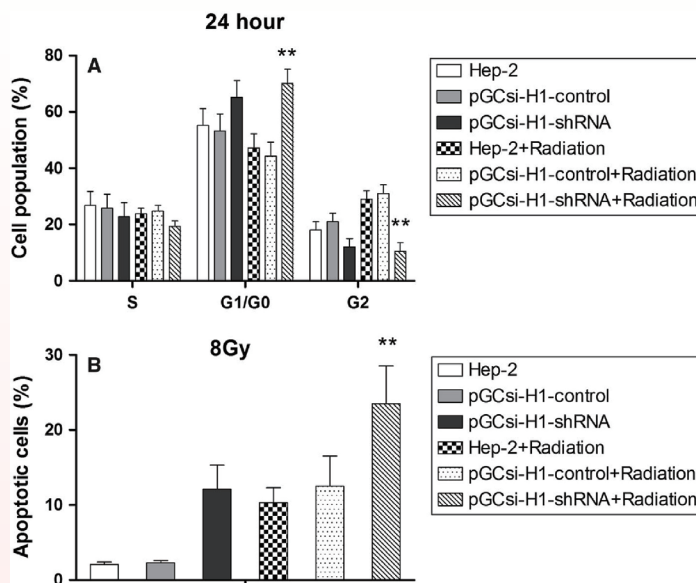 24 hour
A
80
60
40
20
0
Cell population (%)
**
**
S G1/G0 G2
Hep-2
pGCsi-H1-control
pGCsi-H1-shRNA
Hep-2+Radiation
pGCsi-H1-control+Radiation
pGCsi-H1-shRNA+Radiation
8Gy
B
30
20
10
0
Apoptotic cells (%)
**
Hep-2
pGCsi-H1-control
pGCsi-H1-shRNA
Hep-2+Radiation
pGCsi-H1-control+Radiation
pGCsi-H1-shRNA+Radiation